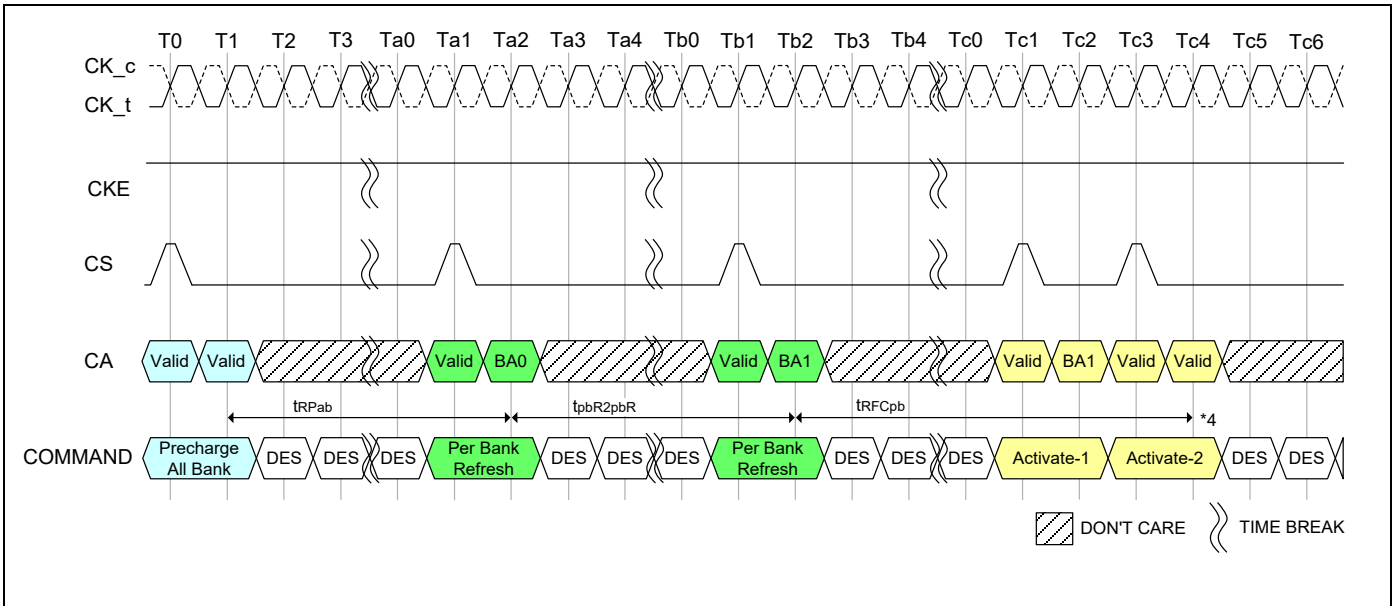 T0 T1 T2 T3 Ta0 Ta1 Ta2 Ta3 Ta4 Tb0 Tb1 Tb2 Tb3 Tb4 Tc0 Tc1 Tc2 Tc3 Tc4 Tc5 Tc6
CK_c
CK_t
CKE
CS
CA Valid Valid Valid BA0 Valid BA1 Valid BA1 Valid Valid
tRPab tpbR2pbR tRFCpb *4
COMMAND Precharge All Bank DES DES DES Per Bank Refresh DES DES DES Per Bank Refresh DES DES DES Activate-1 Activate-2 DES DES
DON'T CARE TIME BREAK